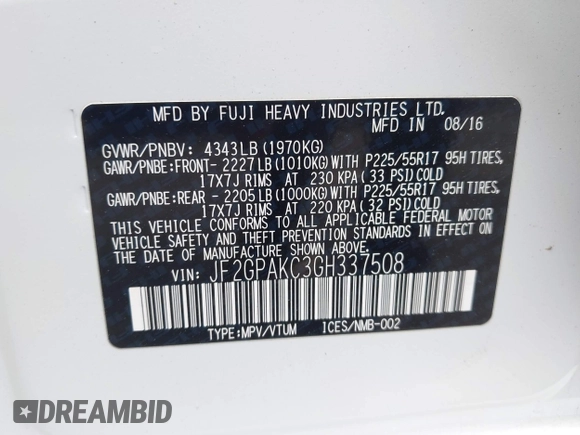 MFD BY FUJI HEAVY INDUSTRIES LTD.
MFD IN 08/16
GVWR/PNBV: 4343LB (1970KG)
GAWR/PNBE:FRONT- 2227LB (1010KG) WITH P225/55R17 95H TIRES,
17X7J RIMS AT 230 KPA (33 PSI) COLD
GAWR/PNBE:REAR - 2205LB (1000KG) WITH P225/55R17 95H TIRES,
17X7J RIMS AT 220 KPA (32 PSI) COLD
THIS VEHICLE CONFORMS TO ALL APPLICABLE FEDERAL MOTOR
VEHICLE SAFETY AND THEFT PREVENTION STANDARDS IN EFFECT ON
THE DATE OF MANUFACTURE SHOWN ABOVE.
VIN: JF2GPAKC3GH337508
TYPE:MPV/VTUM ICES/NMB-002
DREAMBID